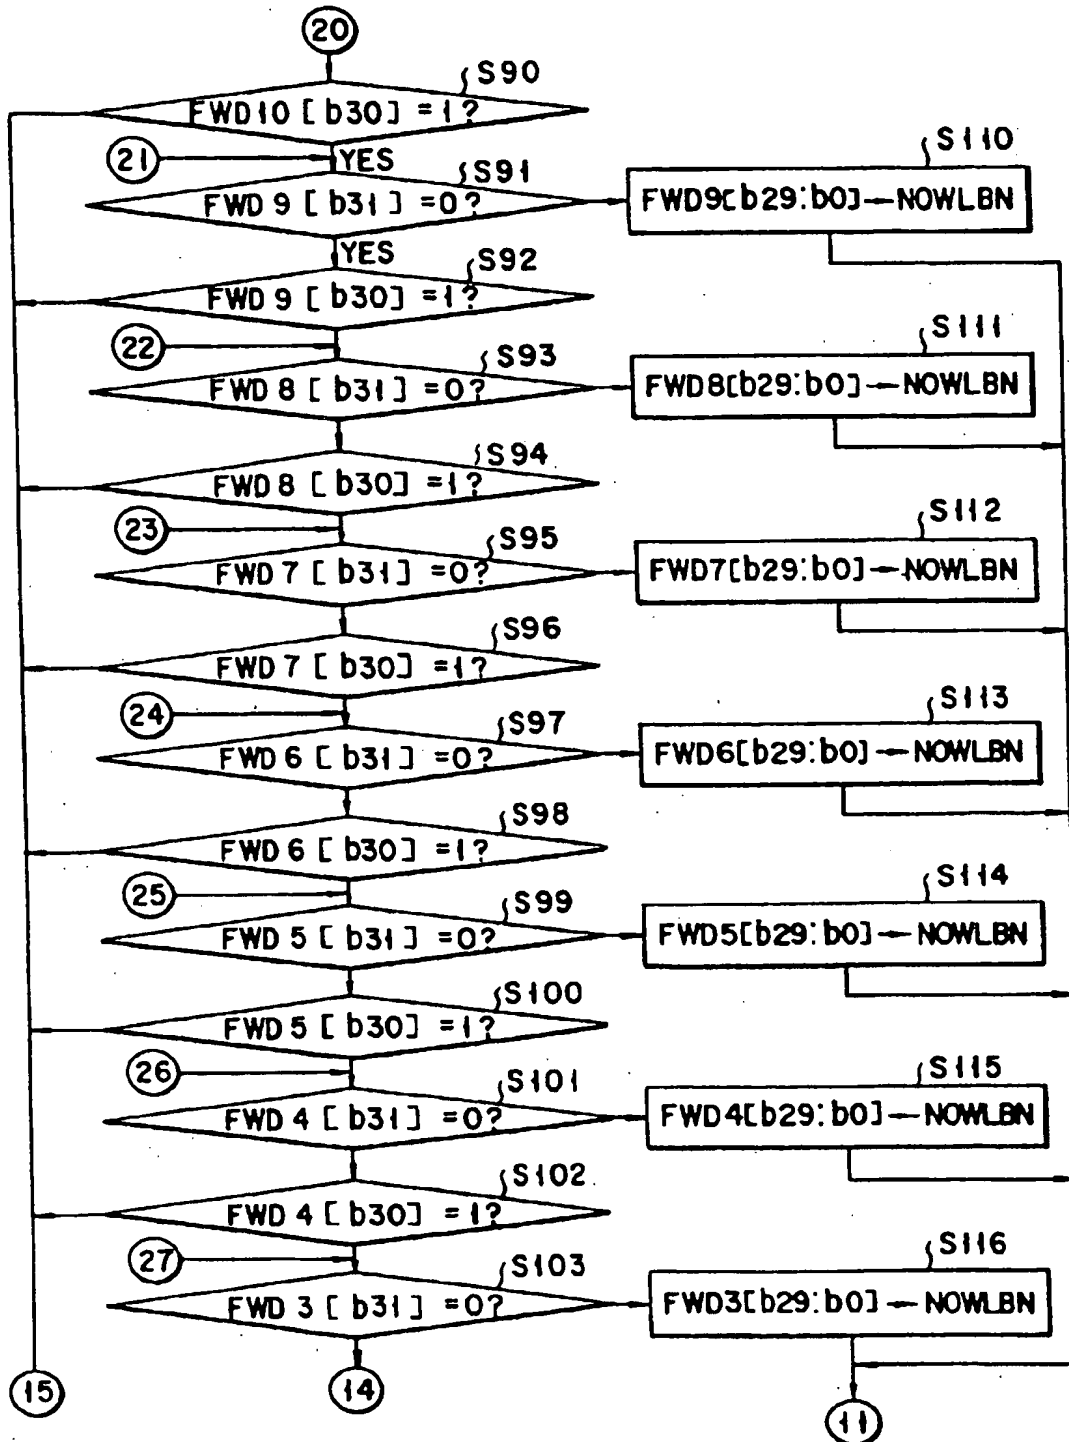 20
S90
FWD10 [b30] =1?
21
YES
S91
S110
FWD 9 [b31] =0?
FWD9[b29:b0]←NOWLBN
YES
S92
FWD 9 [b30] =1?
22
S93
S111
FWD 8 [b31] =0?
FWD8[b29:b0]←NOWLBN
S94
FWD 8 [b30] =1?
23
S95
S112
FWD 7 [b31] =0?
FWD7[b29:b0]←NOWLBN
S96
FWD 7 [b30] =1?
24
S97
S113
FWD 6 [b31] =0?
FWD6[b29:b0]←NOWLBN
S98
FWD 6 [b30] =1?
25
S99
S114
FWD 5 [b31] =0?
FWD5[b29:b0]←NOWLBN
S100
FWD 5 [b30] =1?
26
S101
S115
FWD 4 [b31] =0?
FWD4[b29:b0]←NOWLBN
S102
FWD 4 [b30] =1?
27
S103
S116
FWD 3 [b31] =0?
FWD3[b29:b0]←NOWLBN
15
14
11